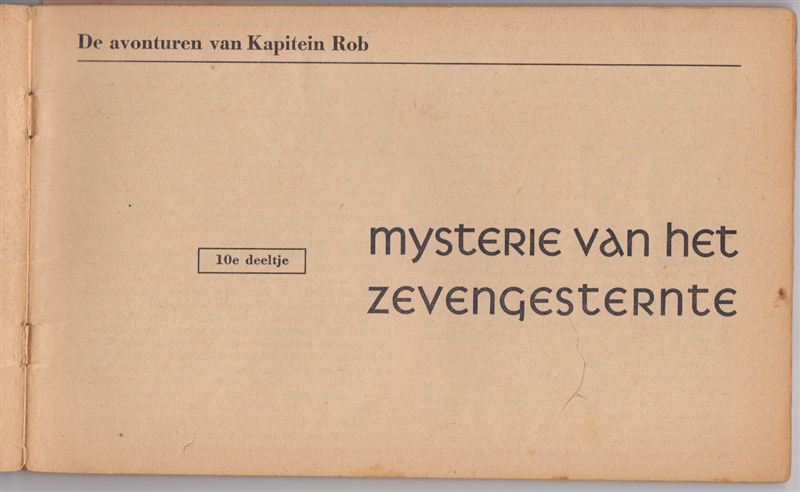 De avonturen van Kapitein Rob
10e deeltje
mysterie van het
zevengesternte